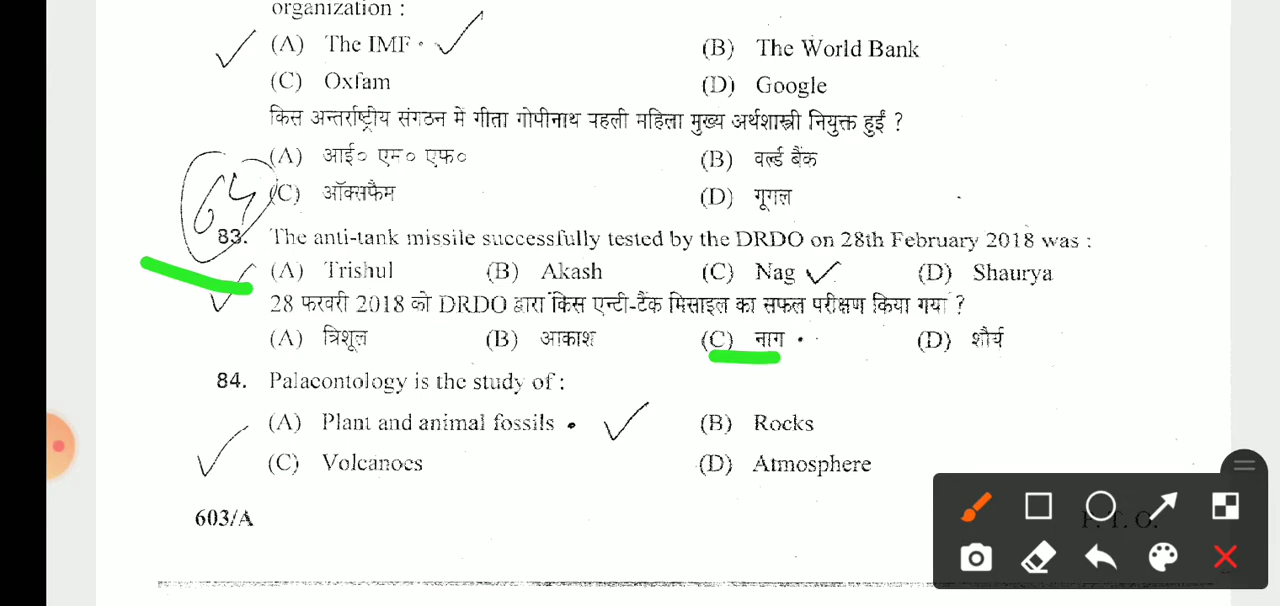 organization :
(A) The IMF
(B) The World Bank
(C) Oxfam
(D) Google
किस अन्तर्राष्ट्रीय संगठन में गीता गोपीनाथ पहली महिला मुख्य अर्थशास्त्री नियुक्त हुईं ?
(A) आई० एम० एफ०
(B) वर्ल्ड बैंक
(C) ऑक्सफैम
(D) गूगल
64
83. The anti-tank missile successfully tested by the DRDO on 28th February 2018 was :
(A) Trishul (B) Akash (C) Nag (D) Shaurya
28 फरवरी 2018 को DRDO द्वारा किस एन्टी-टैंक मिसाइल का सफल परीक्षण किया गया ?
(A) त्रिशूल (B) आकाश (C) नाग (D) शौर्य
84. Palaeontology is the study of :
(A) Plant and animal fossils
(B) Rocks
(C) Volcanoes
(D) Atmosphere
603/A
P. T. O.